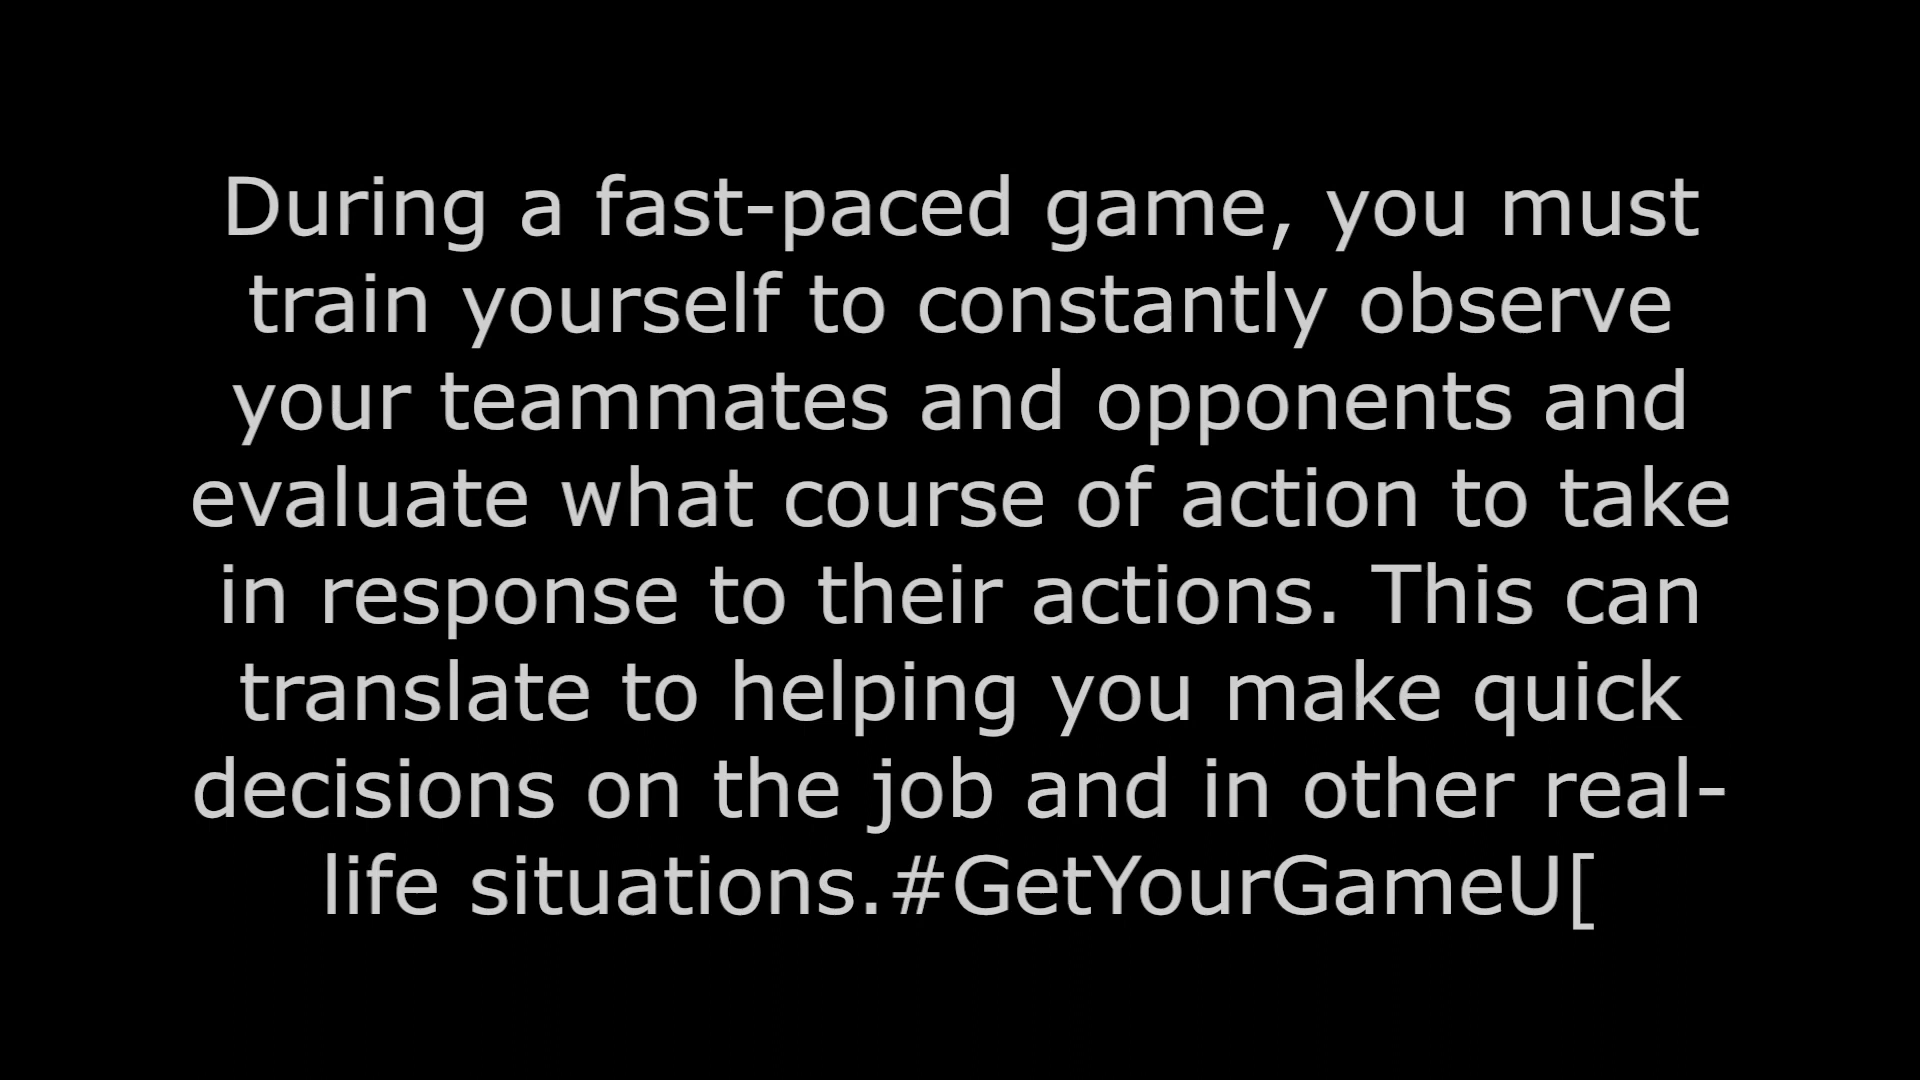 During a fast-paced game, you must
train yourself to constantly observe
your teammates and opponents and
evaluate what course of action to take
in response to their actions. This can
translate to helping you make quick
decisions on the job and in other real-
life situations.#GetYourGameU[